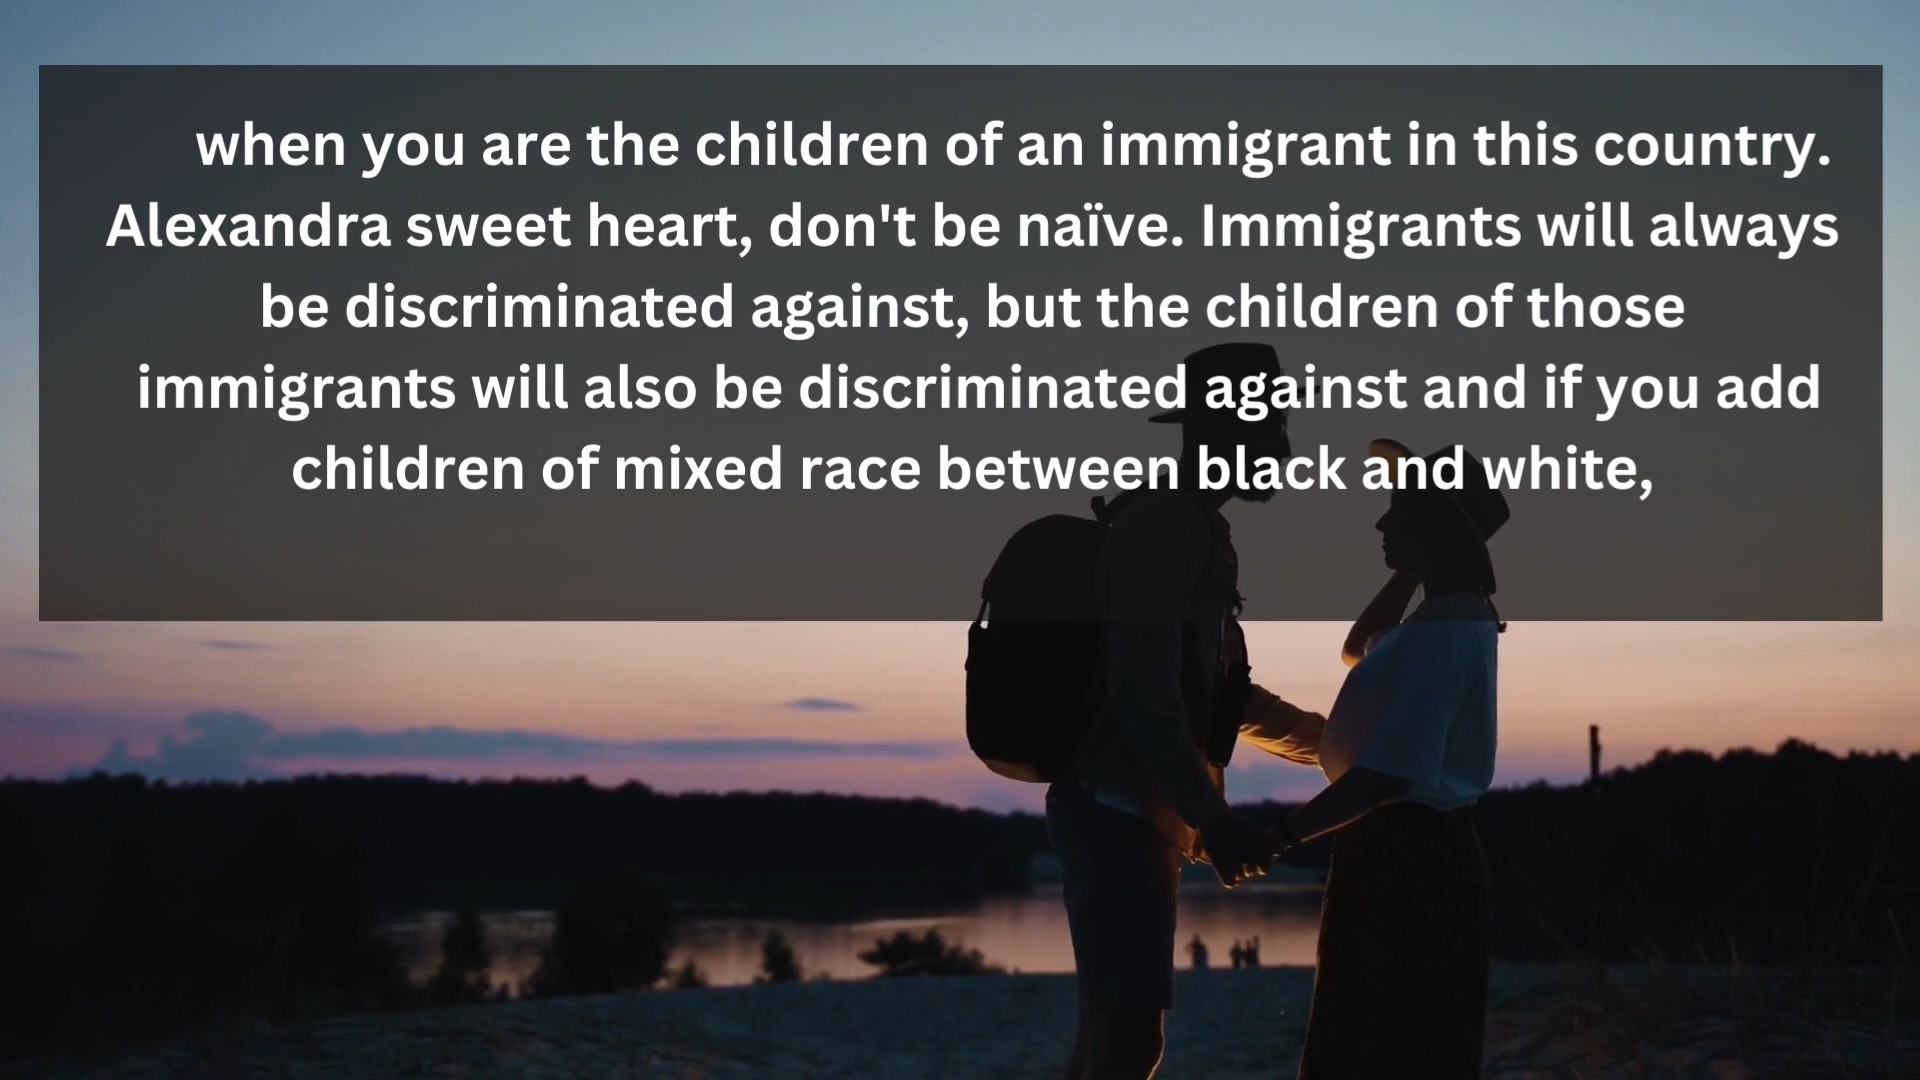 when you are the children of an immigrant in this country.
Alexandra sweet heart, don't be naïve. Immigrants will always
be discriminated against, but the children of those
immigrants will also be discriminated against and if you add
children of mixed race between black and white,